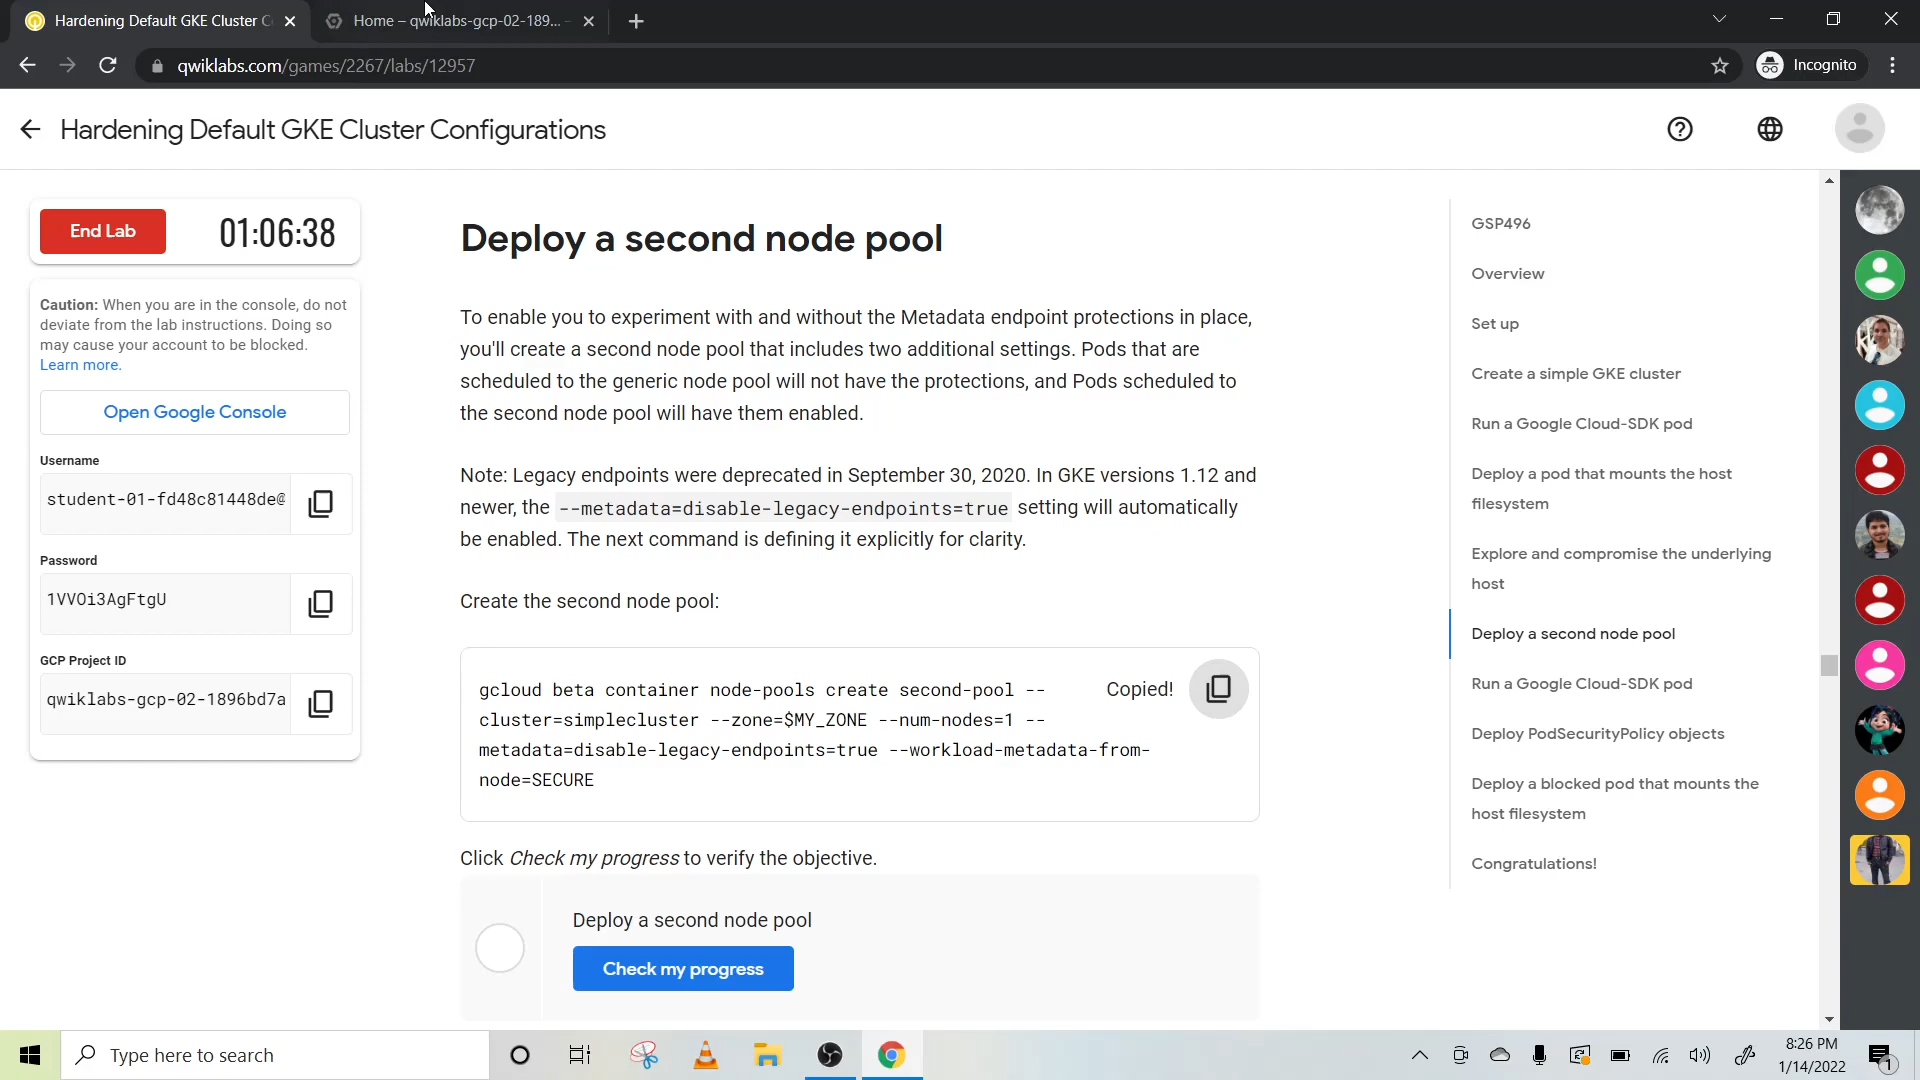 Hardening Default GKE Cluster C
Home – qwiklabs-gcp-02-189...
qwiklabs.com/games/2267/labs/12957
Incognito
Hardening Default GKE Cluster Configurations
End Lab
01:06:38
Caution: When you are in the console, do not
deviate from the lab instructions. Doing so
may cause your account to be blocked.
Learn more.
Open Google Console
Username
student-01-fd48c81448de@
Password
1VVOi3AgFtgU
GCP Project ID
qwiklabs-gcp-02-1896bd7a
Deploy a second node pool
To enable you to experiment with and without the Metadata endpoint protections in place,
you'll create a second node pool that includes two additional settings. Pods that are
scheduled to the generic node pool will not have the protections, and Pods scheduled to
the second node pool will have them enabled.
Note: Legacy endpoints were deprecated in September 30, 2020. In GKE versions 1.12 and
newer, the --metadata=disable-legacy-endpoints=true setting will automatically
be enabled. The next command is defining it explicitly for clarity.
Create the second node pool:
gcloud beta container node-pools create second-pool --
cluster=simplecluster --zone=$MY_ZONE --num-nodes=1 --
metadata=disable-legacy-endpoints=true --workload-metadata-from-
node=SECURE
Copied!
Click Check my progress to verify the objective.
Deploy a second node pool
Check my progress
GSP496
Overview
Set up
Create a simple GKE cluster
Run a Google Cloud-SDK pod
Deploy a pod that mounts the host
filesystem
Explore and compromise the underlying
host
Deploy a second node pool
Run a Google Cloud-SDK pod
Deploy PodSecurityPolicy objects
Deploy a blocked pod that mounts the
host filesystem
Congratulations!
Type here to search
8:26 PM
1/14/2022
1